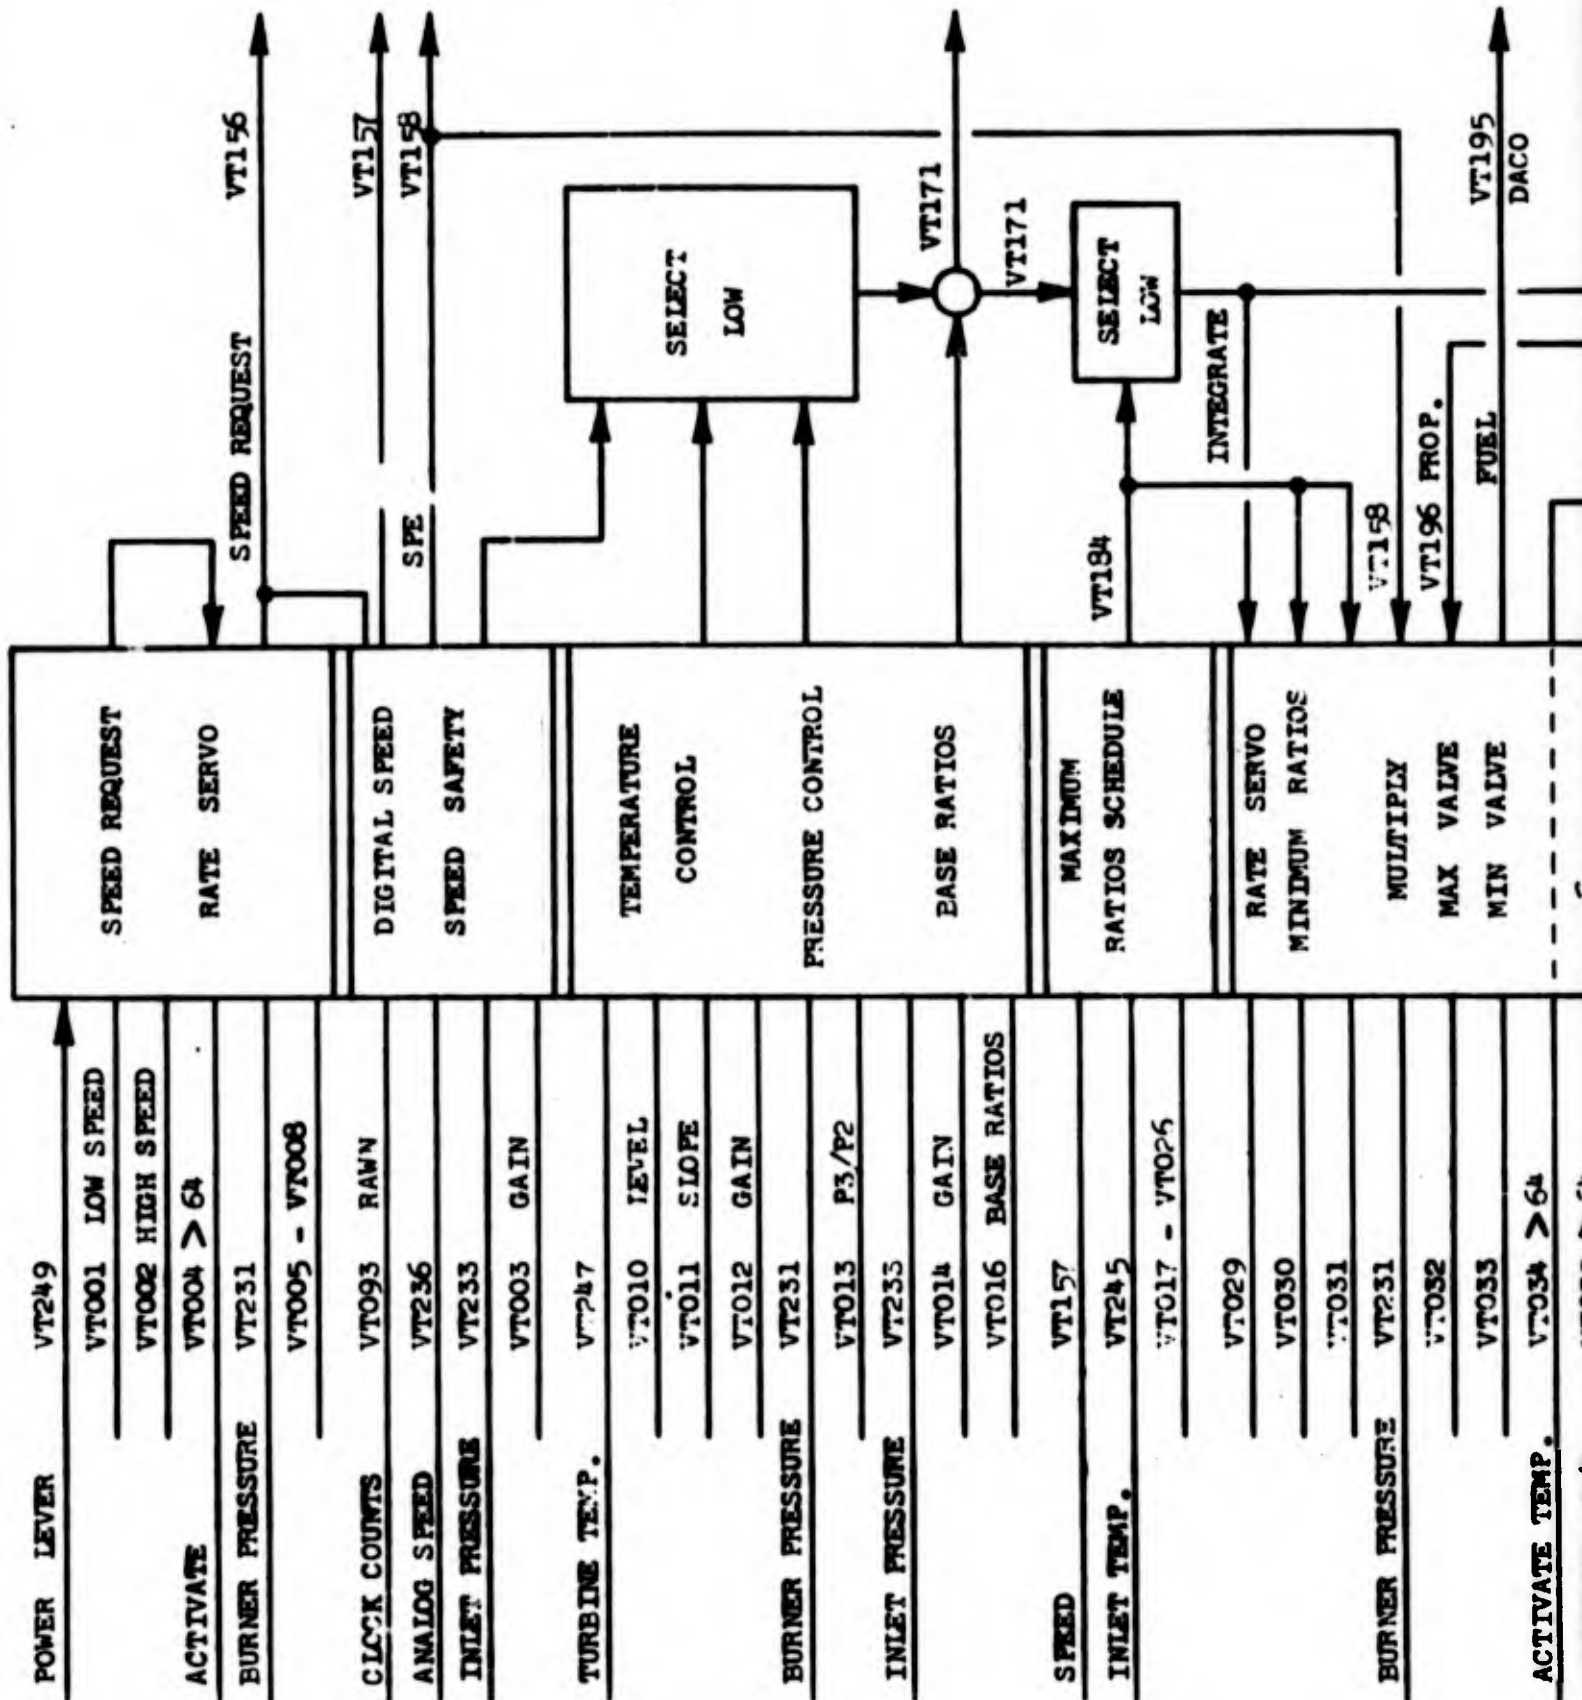 POWER LEVER VT249
VT001 LOW SPEED
VT002 HIGH SPEED
ACTIVATE VT004 > 64
BURNER PRESSURE VT231
VT005 - VT008
CLOCK COUNTS VT093 RAWN
ANALOG SPEED VT236
INLET PRESSURE VT233
VT003 GAIN
TURBINE TEMP. VT247
VT010 LEVEL
VT011 SLOPE
VT012 GAIN
BURNER PRESSURE VT231
VT013 P3/P2
INLET PRESSURE VT233
VT014 GAIN
VT016 BASE RATIOS
SPEED VT157
INLET TEMP. VT245
VT017 - VT026
VT029
VT030
VT031
BURNER PRESSURE VT231
VT032
VT033
ACTIVATE TEMP. VT034 > 64
SPEED REQUEST
RATE SERVO
DIGITAL SPEED
SPEED SAFETY
TEMPERATURE
CONTROL
PRESSURE CONTROL
BASE RATIOS
MAXIMUM
RATIOS SCHEDULE
RATE SERVO
MINIMUM RATIOS
MULTIPLY
MAX VALVE
MIN VALVE
SPEED REQUEST VT156
VT157
SPE VT158
SELECT
LOW
VT171
VT171
SELECT
LOW
VT184
INTEGRATE
VT158
VT196 PROP.
FUEL VT195
DACO